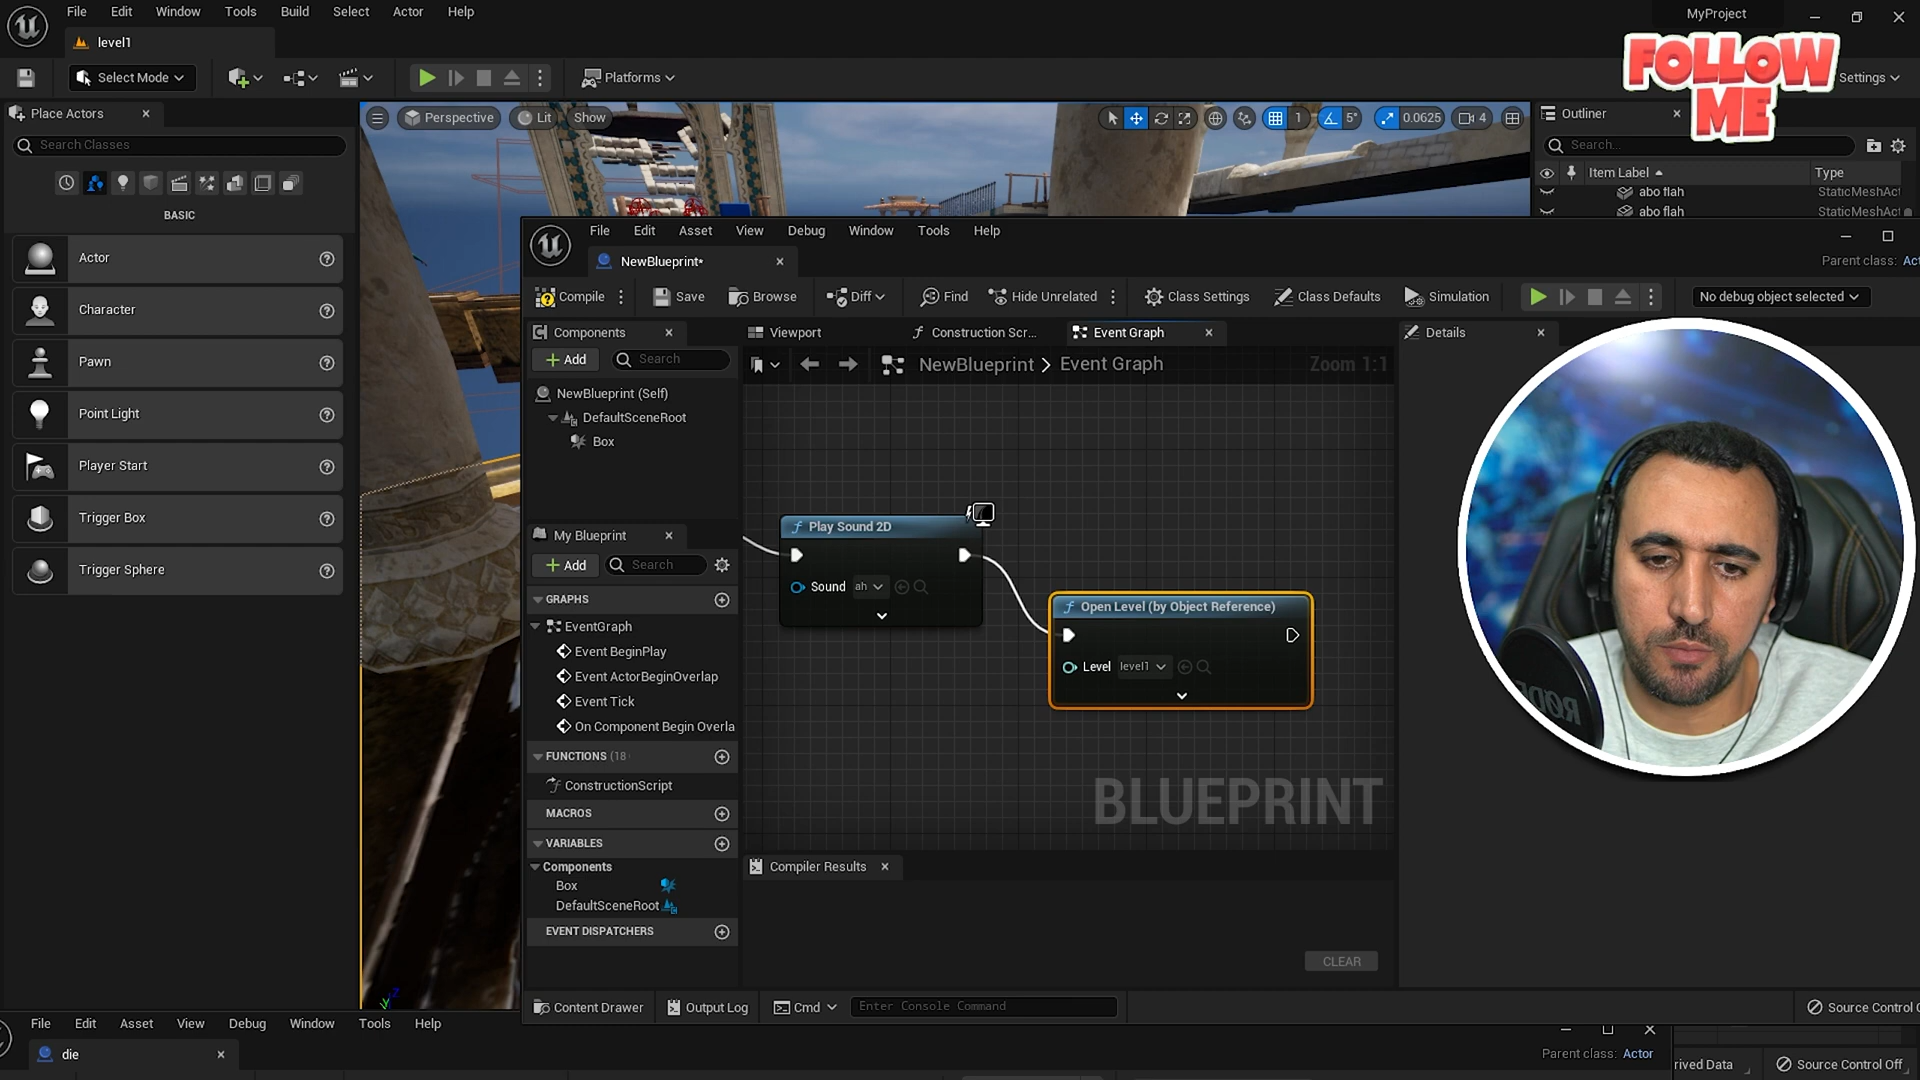 File Edit Window Tools Build Select Actor Help
MyProject
level1
FOLLOW
ME
Select Mode
Platforms
Settings
Place Actors
Perspective
Lit
Show
1
5°
0.0625
4
Outliner
Search Classes
Search...
Item Label
Type
abo flah
StaticMeshAct
abo flah
StaticMeshAct
BASIC
Actor
Character
Pawn
Point Light
Player Start
Trigger Box
Trigger Sphere
File Edit Asset View Debug Window Tools Help
NewBlueprint*
Parent class:
Compile
Save
Browse
Diff
Find
Hide Unrelated
Class Settings
Class Defaults
Simulation
No debug object selected
Components
Viewport
Construction Scr...
Event Graph
Details
Add
Search
NewBlueprint > Event Graph
Zoom 1:1
NewBlueprint (Self)
DefaultSceneRoot
Box
My Blueprint
Add
Search
GRAPHS
EventGraph
Event BeginPlay
Event ActorBeginOverlap
Event Tick
On Component Begin Overla
FUNCTIONS (18
ConstructionScript
MACROS
VARIABLES
Components
Box
DefaultSceneRoot
EVENT DISPATCHERS
Play Sound 2D
Sound ah
Open Level (by Object Reference)
Level level1
BLUEPRINT
RODE
Compiler Results
CLEAR
Content Drawer
Output Log
Cmd
Enter Console Command
Source Control
File Edit Asset View Debug Window Tools Help
die
Parent class: Actor
rived Data
Source Control Off